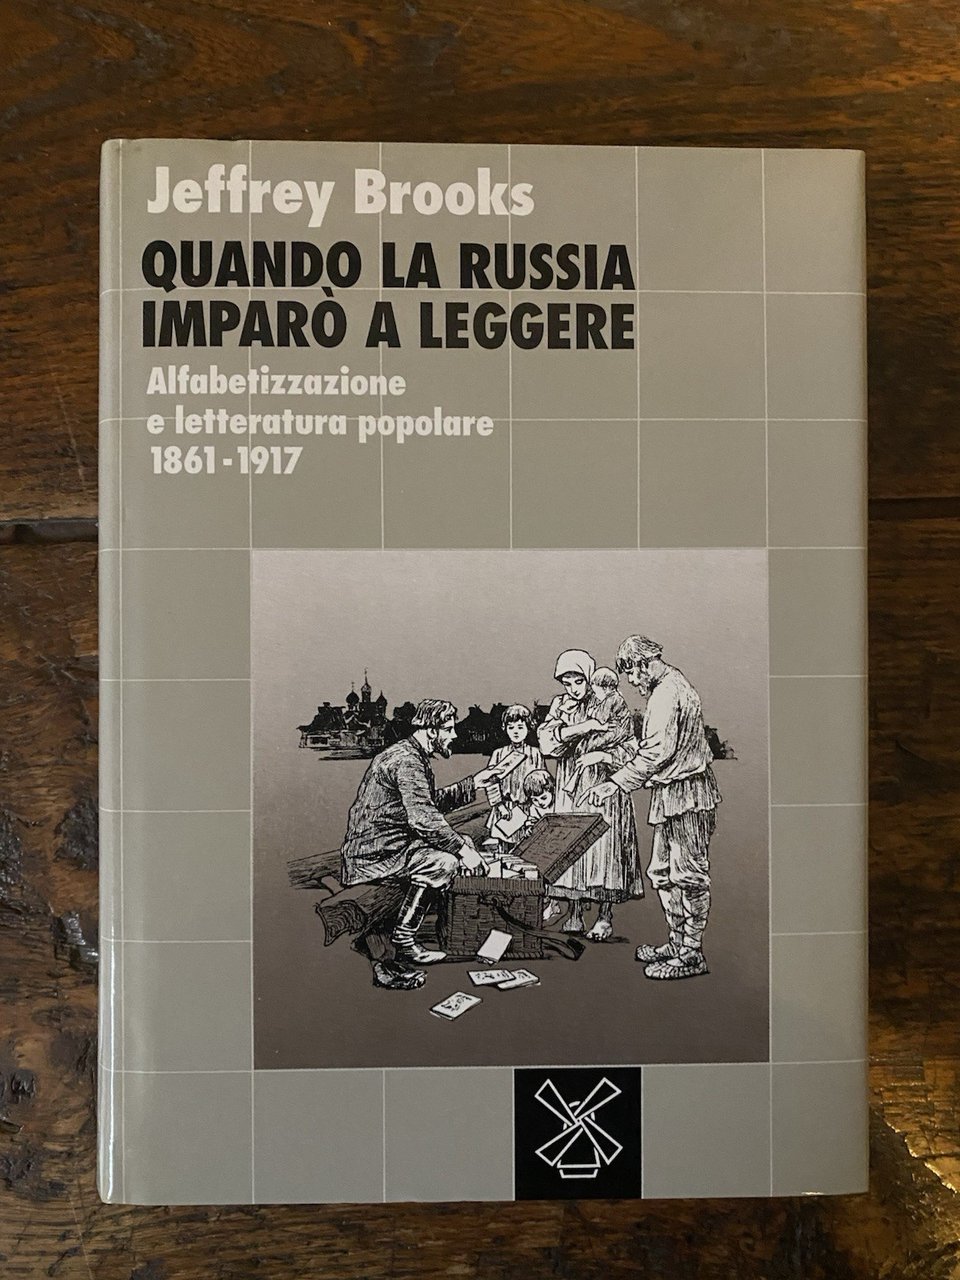 Jeffrey Brooks
QUANDO LA RUSSIA
IMPARÒ A LEGGERE
Alfabetizzazione
e letteratura popolare
1861-1917